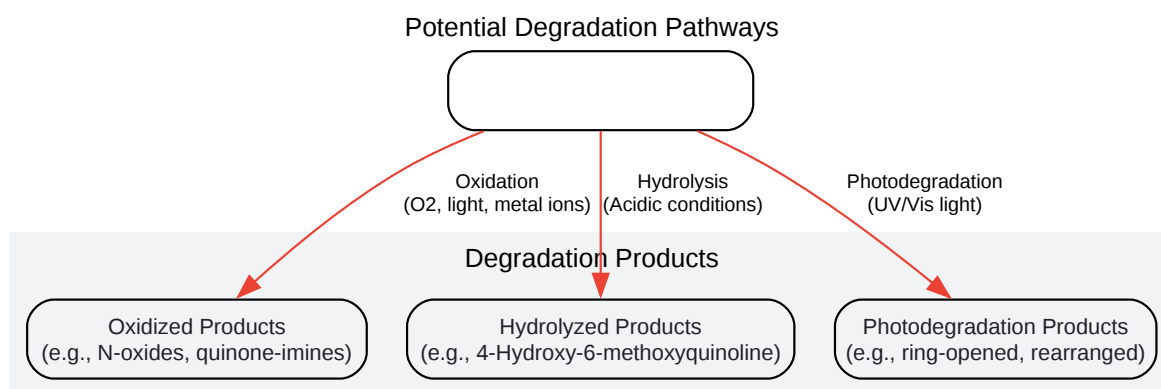 Potential Degradation Pathways
Oxidation
(O2, light, metal ions)
Hydrolysis
(Acidic conditions)
Photodegradation
(UV/Vis light)
Degradation Products
Oxidized Products
(e.g., N-oxides, quinone-imines)
Hydrolyzed Products
(e.g., 4-Hydroxy-6-methoxyquinoline)
Photodegradation Products
(e.g., ring-opened, rearranged)